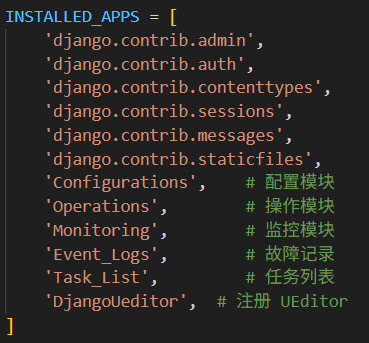 INSTALLED_APPS = [
    'django.contrib.admin',
    'django.contrib.auth',
    'django.contrib.contenttypes',
    'django.contrib.sessions',
    'django.contrib.messages',
    'django.contrib.staticfiles',
    'Configurations',    # 配置模块
    'Operations',        # 操作模块
    'Monitoring',        # 监控模块
    'Event_Logs',        # 故障记录
    'Task_List',         # 任务列表
    'DjangoUeditor',  # 注册 UEditor
]